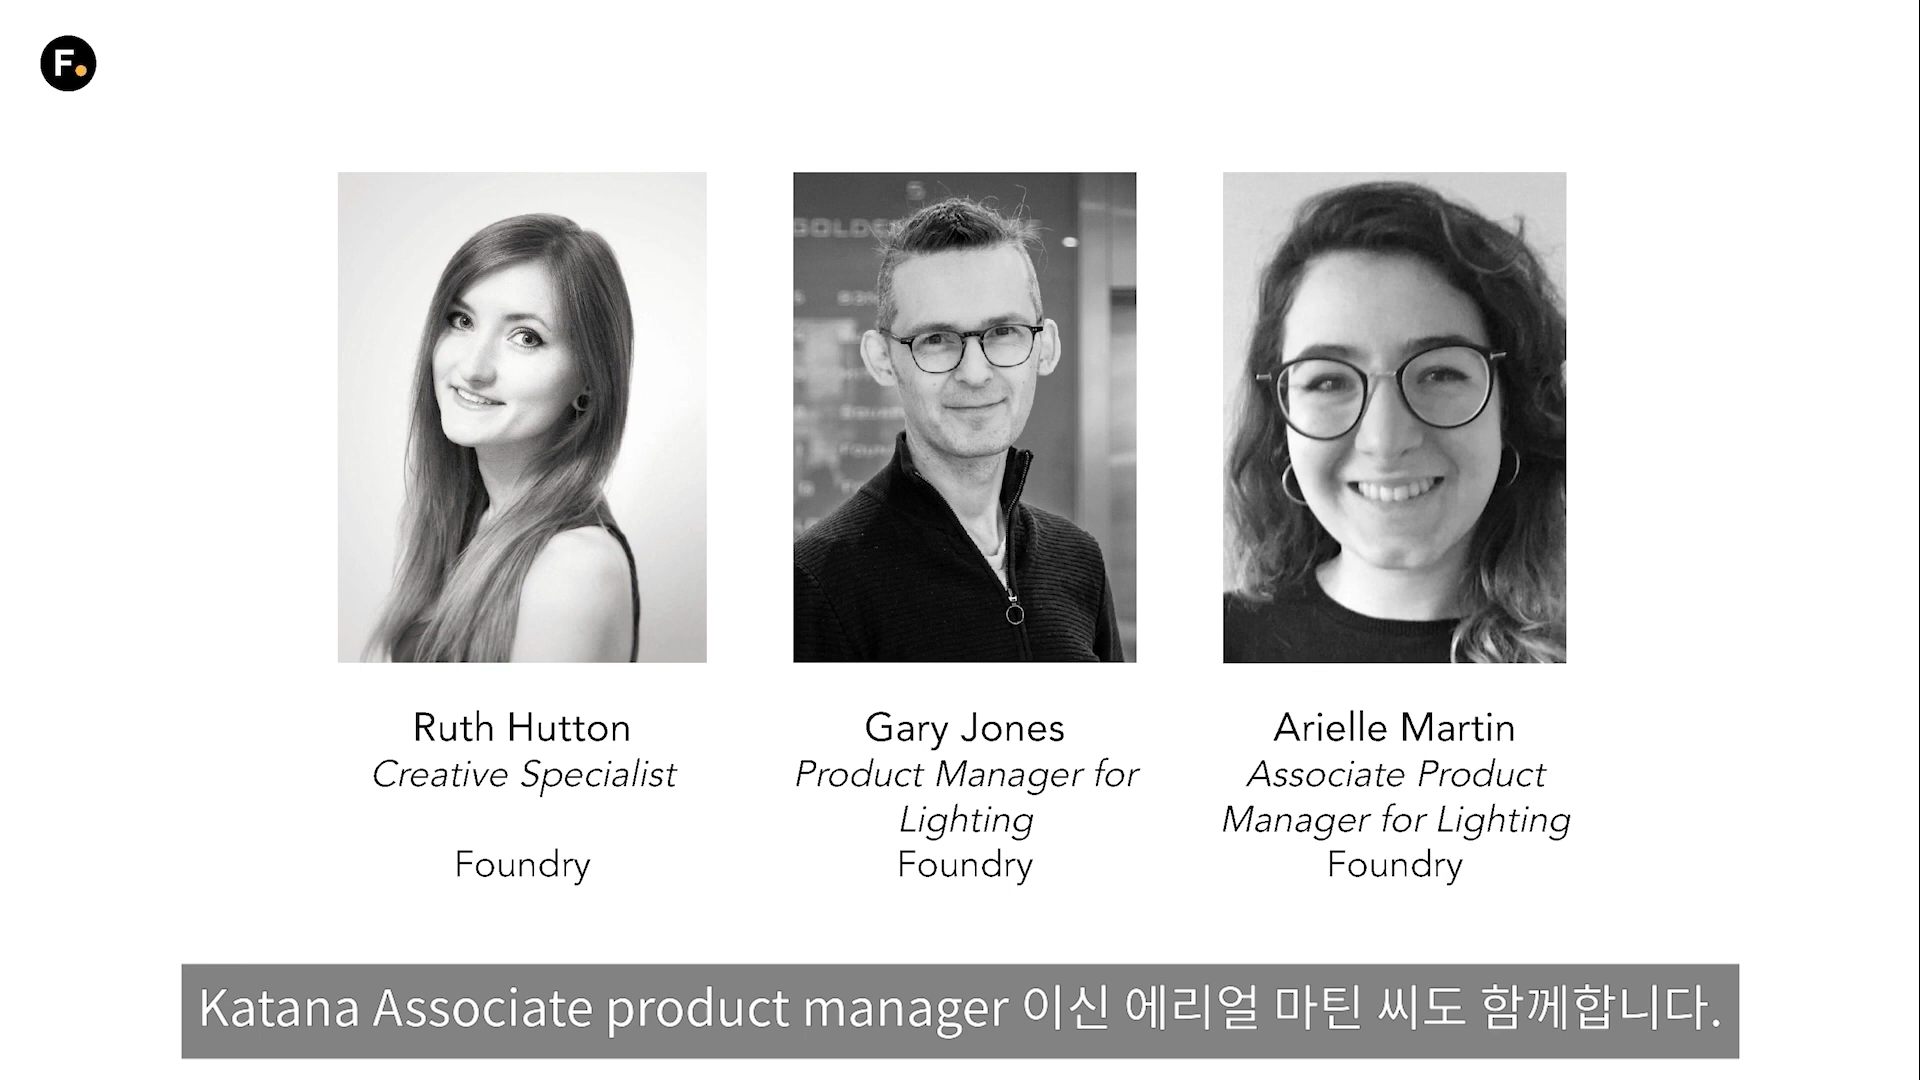 F.
Ruth Hutton
Creative Specialist
Foundry
Gary Jones
Product Manager for
Lighting
Foundry
Arielle Martin
Associate Product
Manager for Lighting
Foundry
Katana Associate product manager 이신 에리얼 마틴 씨도 함께합니다.